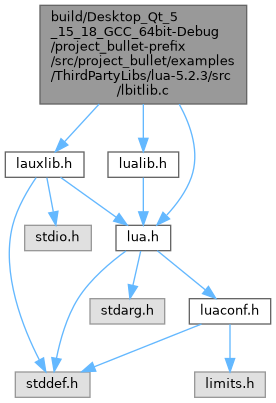 build/Desktop_Qt_5
_15_18_GCC_64bit-Debug
/project_bullet-prefix
/src/project_bullet/examples
/ThirdPartyLibs/lua-5.2.3/src
/lbitlib.c
lauxlib.h
lualib.h
stdio.h
lua.h
stdarg.h
luaconf.h
stddef.h
limits.h